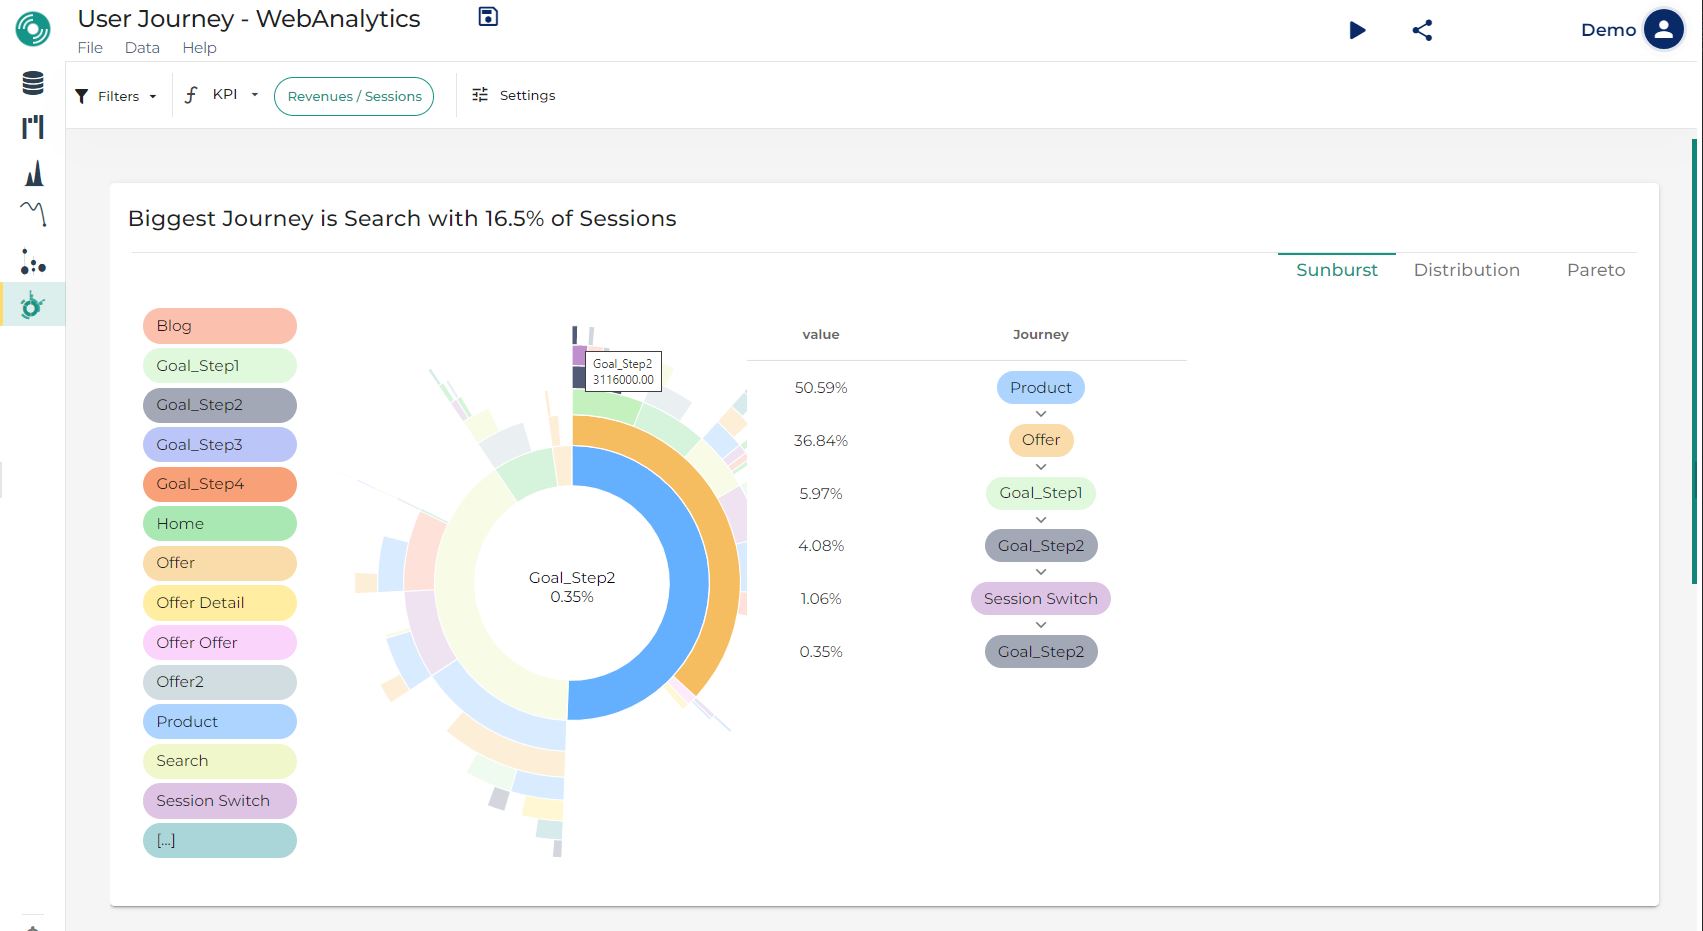 User Journey - WebAnalytics
Demo
File Data Help
Filters
KPI
Revenues / Sessions
Settings
Biggest Journey is Search with 16.5% of Sessions
Sunburst Distribution Pareto
Blog
Goal_Step1
Goal_Step2
Goal_Step3
Goal_Step4
Home
Offer
Offer Detail
Offer Offer
Offer2
Product
Search
Session Switch
[...]
Goal_Step2
3116000.00
Goal_Step2
0.35%
value Journey
50.59% Product
36.84% Offer
5.97% Goal_Step1
4.08% Goal_Step2
1.06% Session Switch
0.35% Goal_Step2